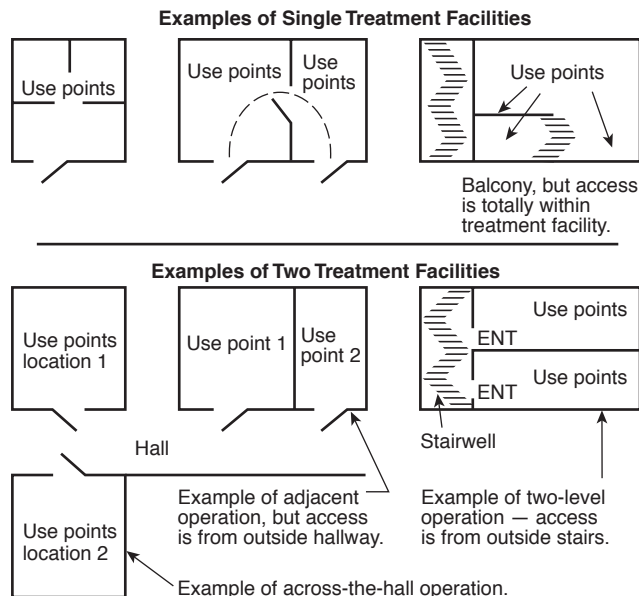 Examples of Single Treatment Facilities
Use points
Use points
Use
points
Use points
Balcony, but access
is totally within
treatment facility.
Examples of Two Treatment Facilities
Use points
location 1
Use point 1
Use
point 2
Use points
ENT
Use points
ENT
Stairwell
Hall
Example of adjacent
operation, but access
is from outside hallway.
Example of two-level
operation — access
is from outside stairs.
Use points
location 2
Example of across-the-hall operation.